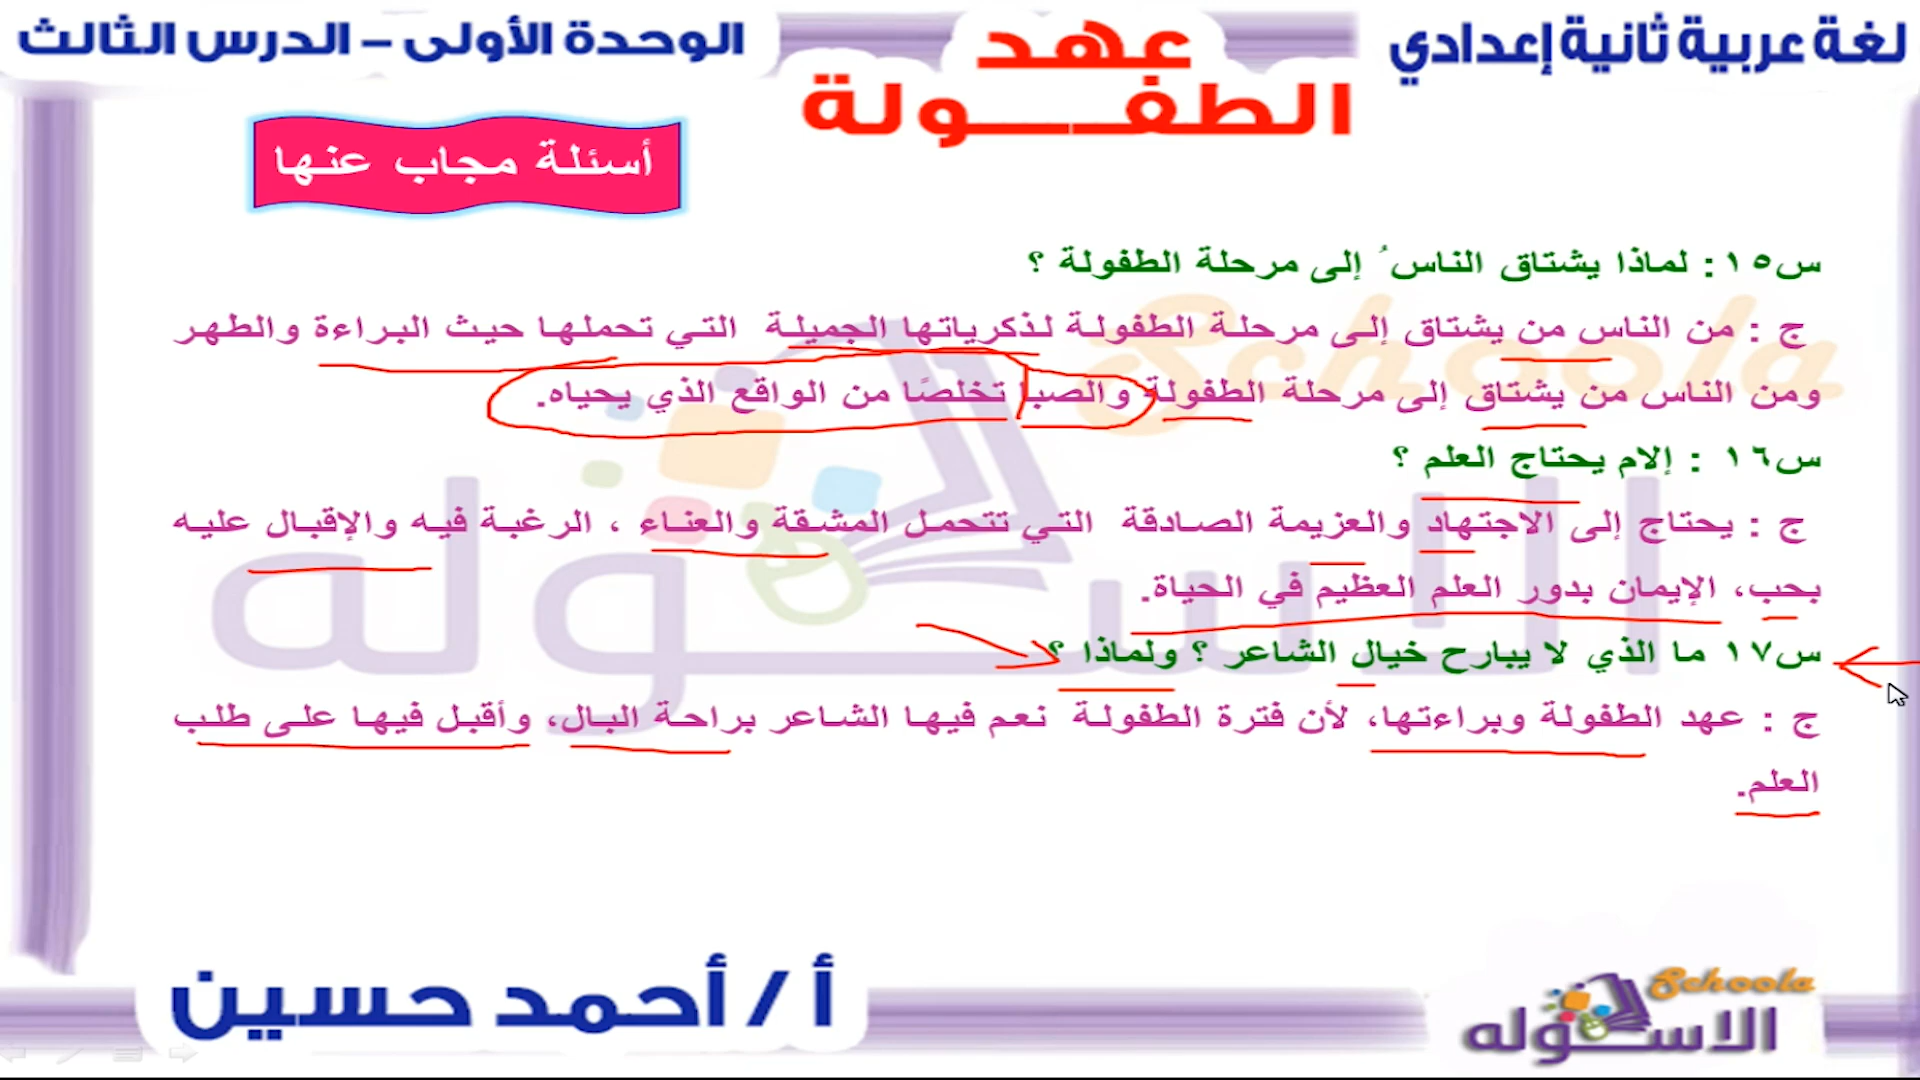 لغة عربية ثانية إعدادي
عهد
الطفــــولة
الوحدة الأولى – الدرس الثالث
أسئلة مجاب عنها
س١٥: لماذا يشتاق الناسُ إلى مرحلة الطفولة ؟
ج : من الناس من يشتاق إلى مرحلة الطفولة لذكرياتها الجميلة التي تحملها حيث البراءة والطهر
ومن الناس من يشتاق إلى مرحلة الطفولة والصبا تخلصًا من الواقع الذي يحياه.
س١٦ : إلام يحتاج العلم ؟
ج : يحتاج إلى الاجتهاد والعزيمة الصادقة التي تتحمل المشقة والعناء ، الرغبة فيه والإقبال عليه
بحب، الإيمان بدور العلم العظيم في الحياة.
س١٧ ما الذي لا يبارح خيال الشاعر ؟ ولماذا ؟
ج : عهد الطفولة وبراءتها، لأن فترة الطفولة نعم فيها الشاعر براحة البال، وأقبل فيها على طلب
العلم.
أ / أحمد حسين
Schoola
الاسـوله